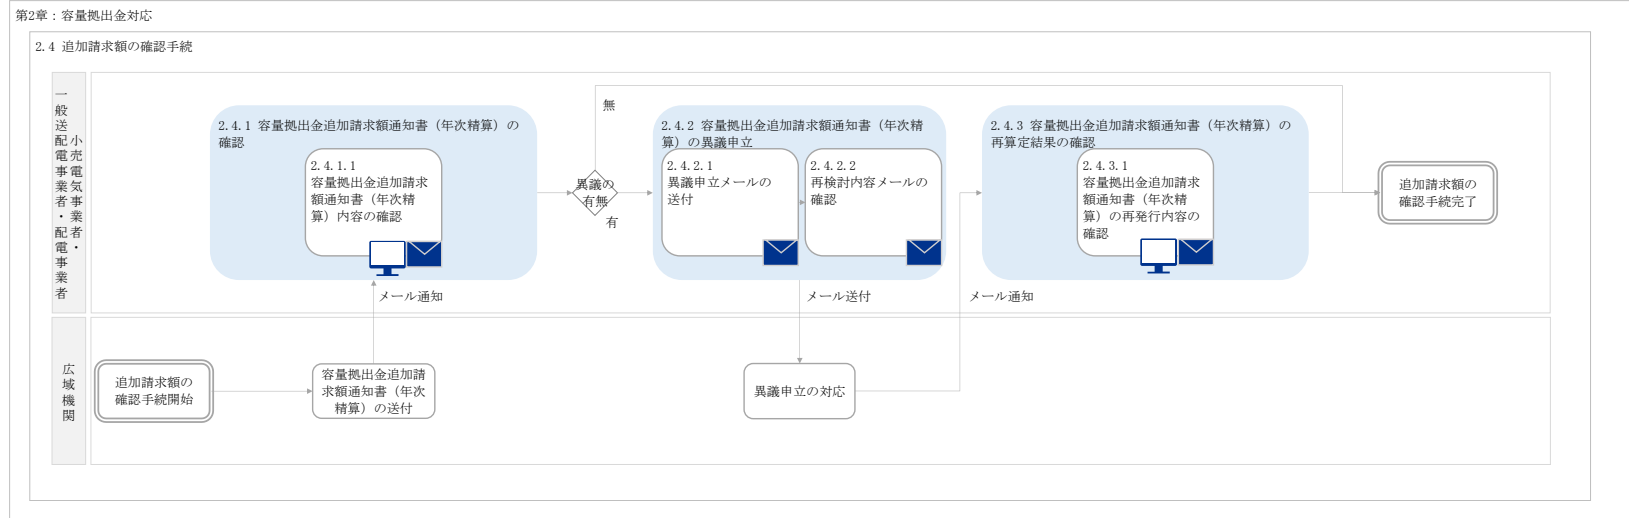 第2章：容量拠出金対応
2.4 追加請求額の確認手続
一般送配電事業者・配電事業者
小売電気事業者・
2.4.1 容量拠出金追加請求額通知書（年次精算）の
確認
2.4.1.1
容量拠出金追加請求
額通知書（年次精
算）内容の確認
異議の
有無
無
有
2.4.2 容量拠出金追加請求額通知書（年次精
算）の異議申立
2.4.2.1
異議申立メールの
送付
2.4.2.2
再検討内容メールの
確認
2.4.3 容量拠出金追加請求額通知書（年次精算）の
再算定結果の確認
2.4.3.1
容量拠出金追加請求
額通知書（年次精
算）の再発行内容の
確認
追加請求額の
確認手続完了
メール通知
メール送付
メール通知
広域機関
追加請求額の
確認手続開始
容量拠出金追加請
求額通知書（年次
精算）の送付
異議申立の対応